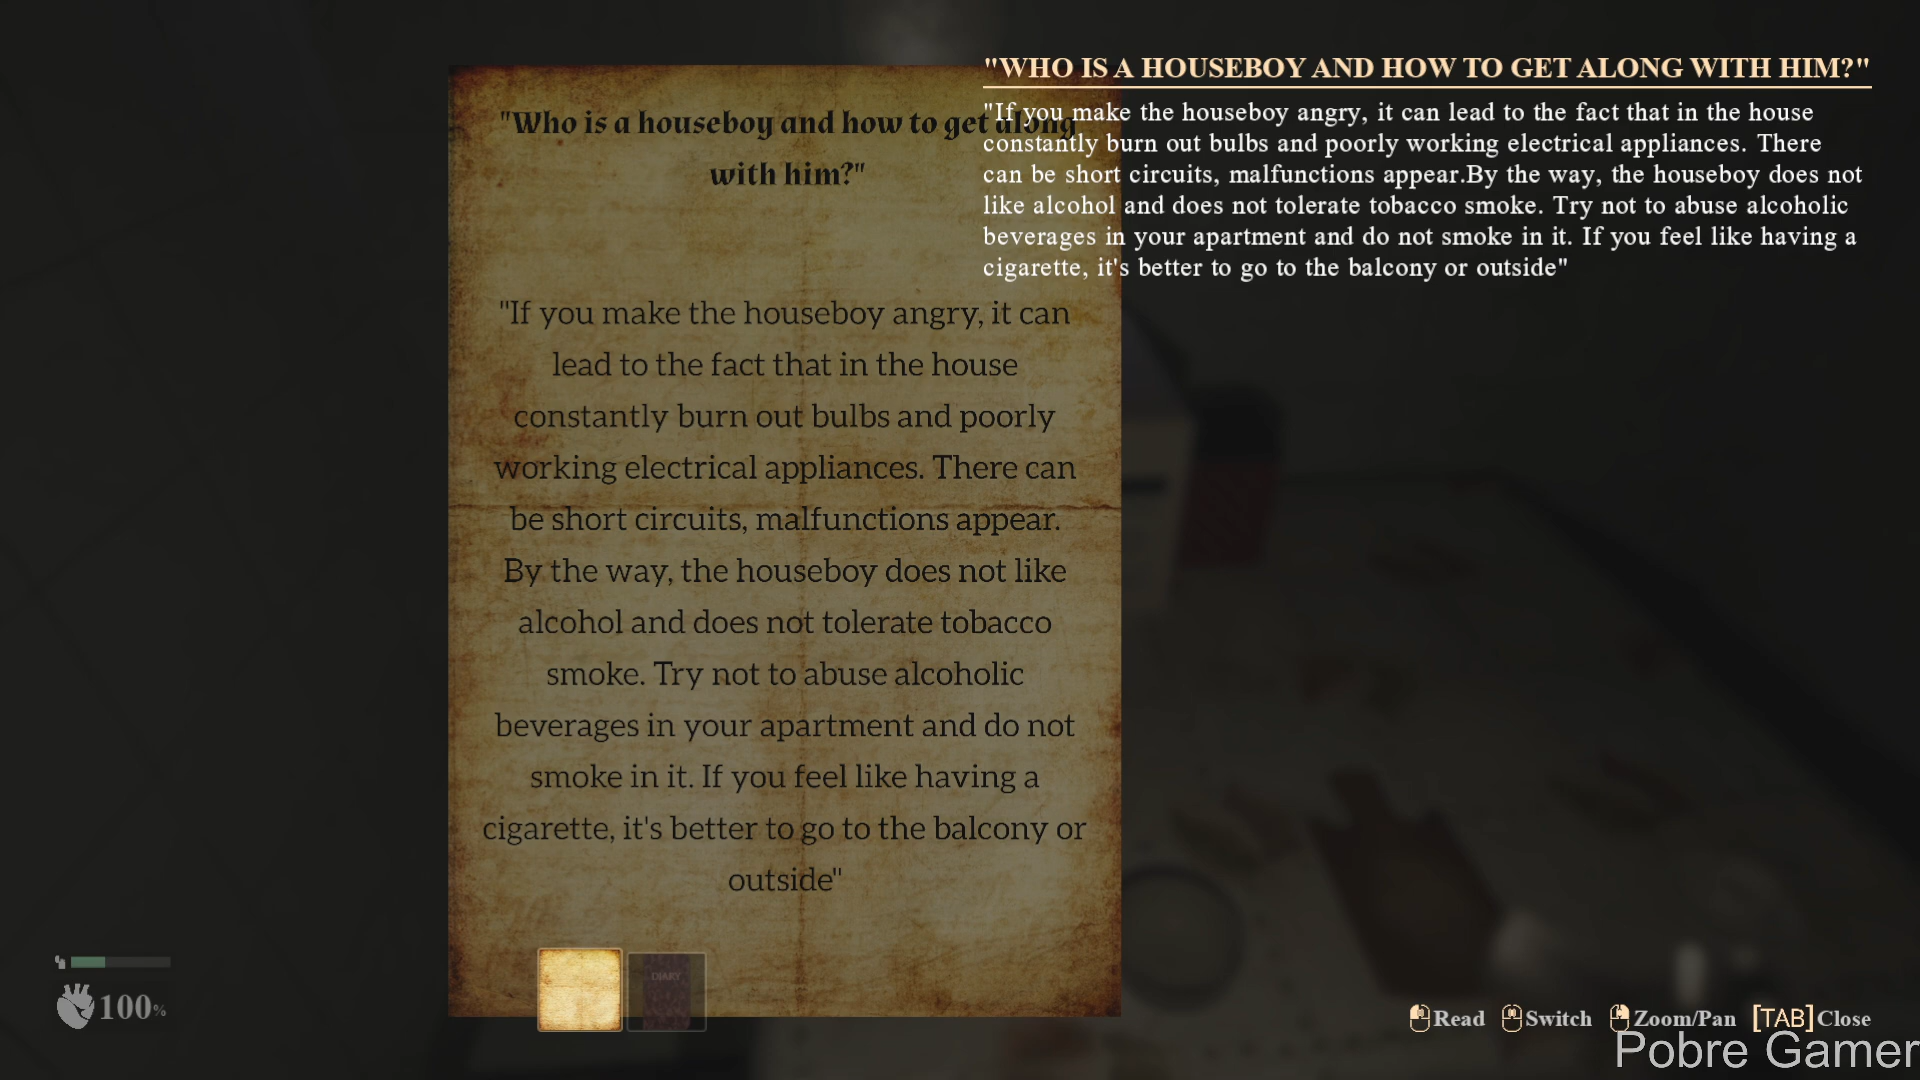 "Who is a houseboy and how to get along
with him?"
"If you make the houseboy angry, it can
lead to the fact that in the house
constantly burn out bulbs and poorly
working electrical appliances. There can
be short circuits, malfunctions appear.
By the way, the houseboy does not like
alcohol and does not tolerate tobacco
smoke. Try not to abuse alcoholic
beverages in your apartment and do not
smoke in it. If you feel like having a
cigarette, it's better to go to the balcony or
outside"
"WHO IS A HOUSEBOY AND HOW TO GET ALONG WITH HIM?"
"If you make the houseboy angry, it can lead to the fact that in the house
constantly burn out bulbs and poorly working electrical appliances. There
can be short circuits, malfunctions appear.By the way, the houseboy does not
like alcohol and does not tolerate tobacco smoke. Try not to abuse alcoholic
beverages in your apartment and do not smoke in it. If you feel like having a
cigarette, it's better to go to the balcony or outside"
DIARY
100%
Read Switch Zoom/Pan [TAB]Close
Pobre Gamer